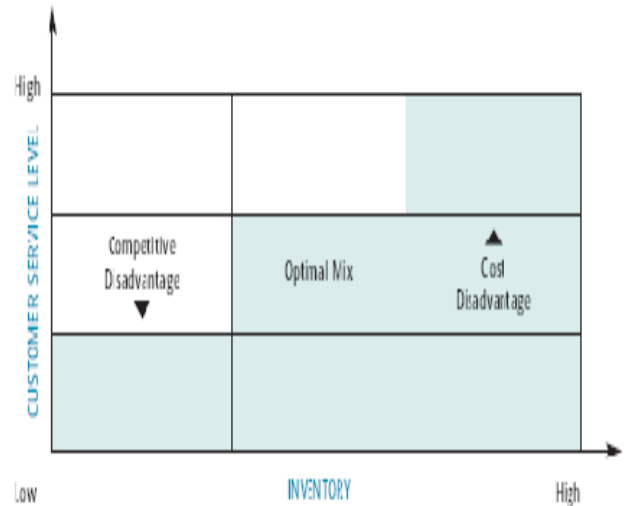 High
CUSTOMER SERVICE LEVEL
Competitive
Disadvantage
▼
Optimal Mix
▲
Cost
Disadvantage
Low
INVENTORY
High